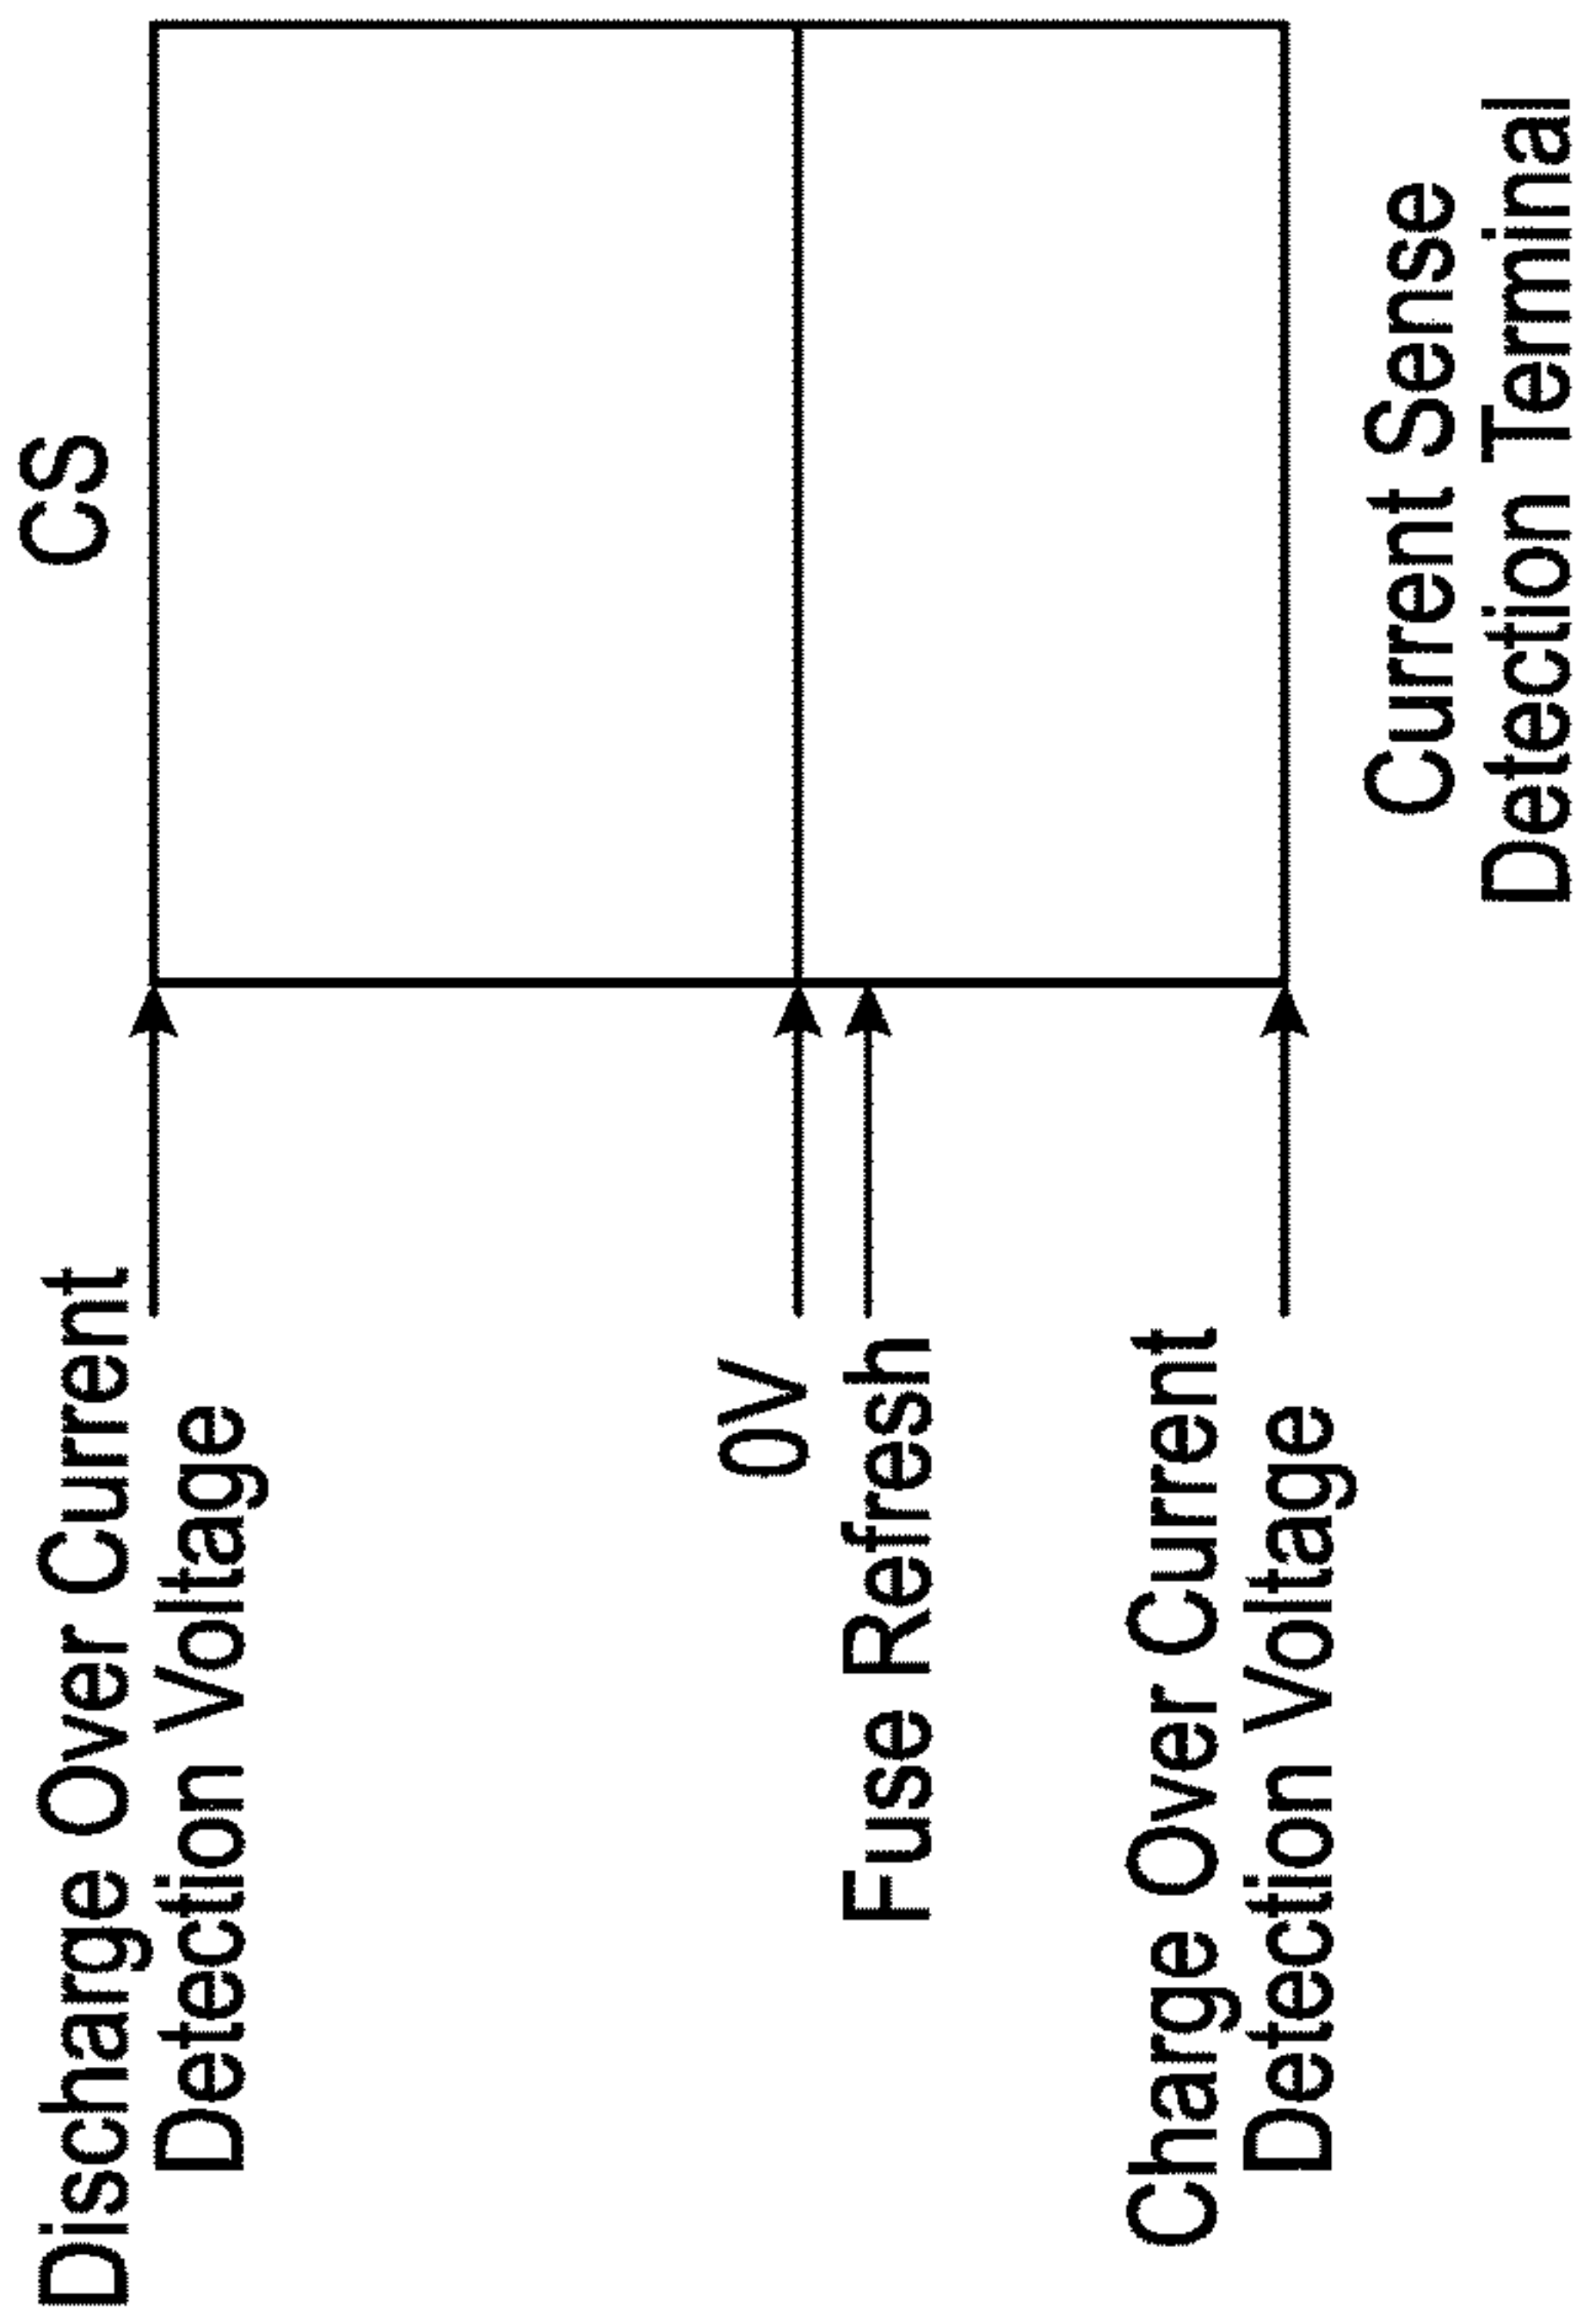 CS
Discharge Over Current
Detection Voltage
0V
Fuse Refresh
Charge Over Current
Detection Voltage
Current Sense
Detection Terminal